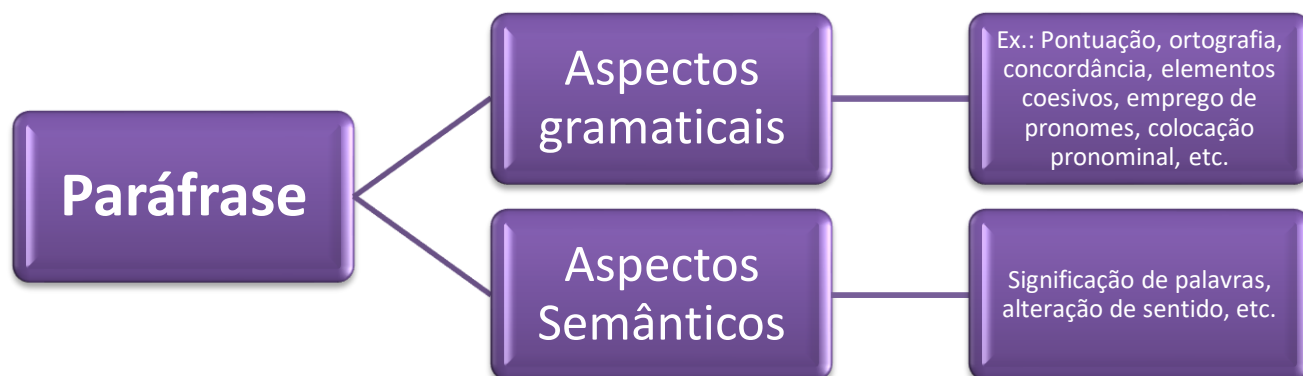 Paráfrase
Aspectos
gramaticais
Ex.: Pontuação, ortografia,
concordância, elementos
coesivos, emprego de
pronomes, colocação
pronominal, etc.
Aspectos
Semânticos
Significação de palavras,
alteração de sentido, etc.